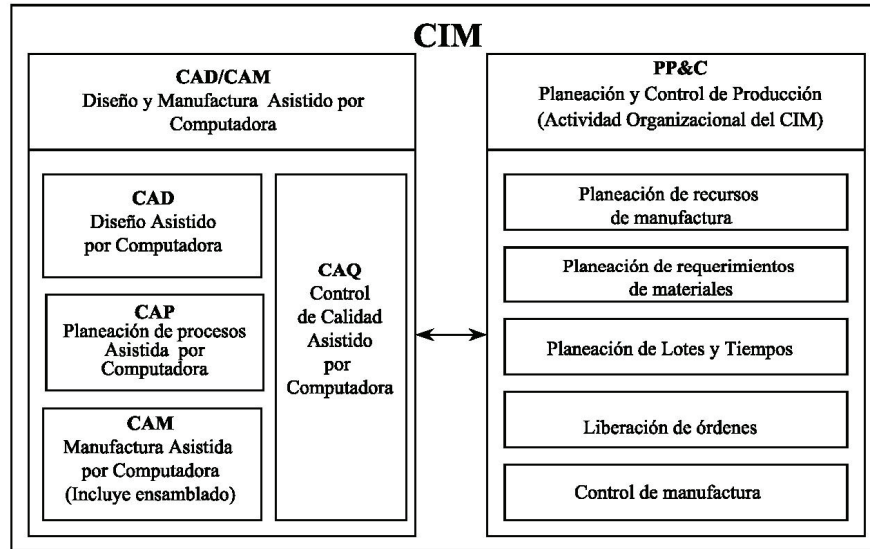 CIM
CAD/CAM
Diseño y Manufactura Asistido por
Computadora
CAD
Diseño Asistido
por Computadora
CAP
Planeación de procesos
Asistida por
Computadora
CAM
Manufactura Asistida
por Computadora
(Incluye ensamblado)
CAQ
Control
de Calidad
Asistido
por
Computadora
PP&C
Planeación y Control de Producción
(Actividad Organizacional del CIM)
Planeación de recursos
de manufactura
Planeación de requerimientos
de materiales
Planeación de Lotes y Tiempos
Liberación de órdenes
Control de manufactura